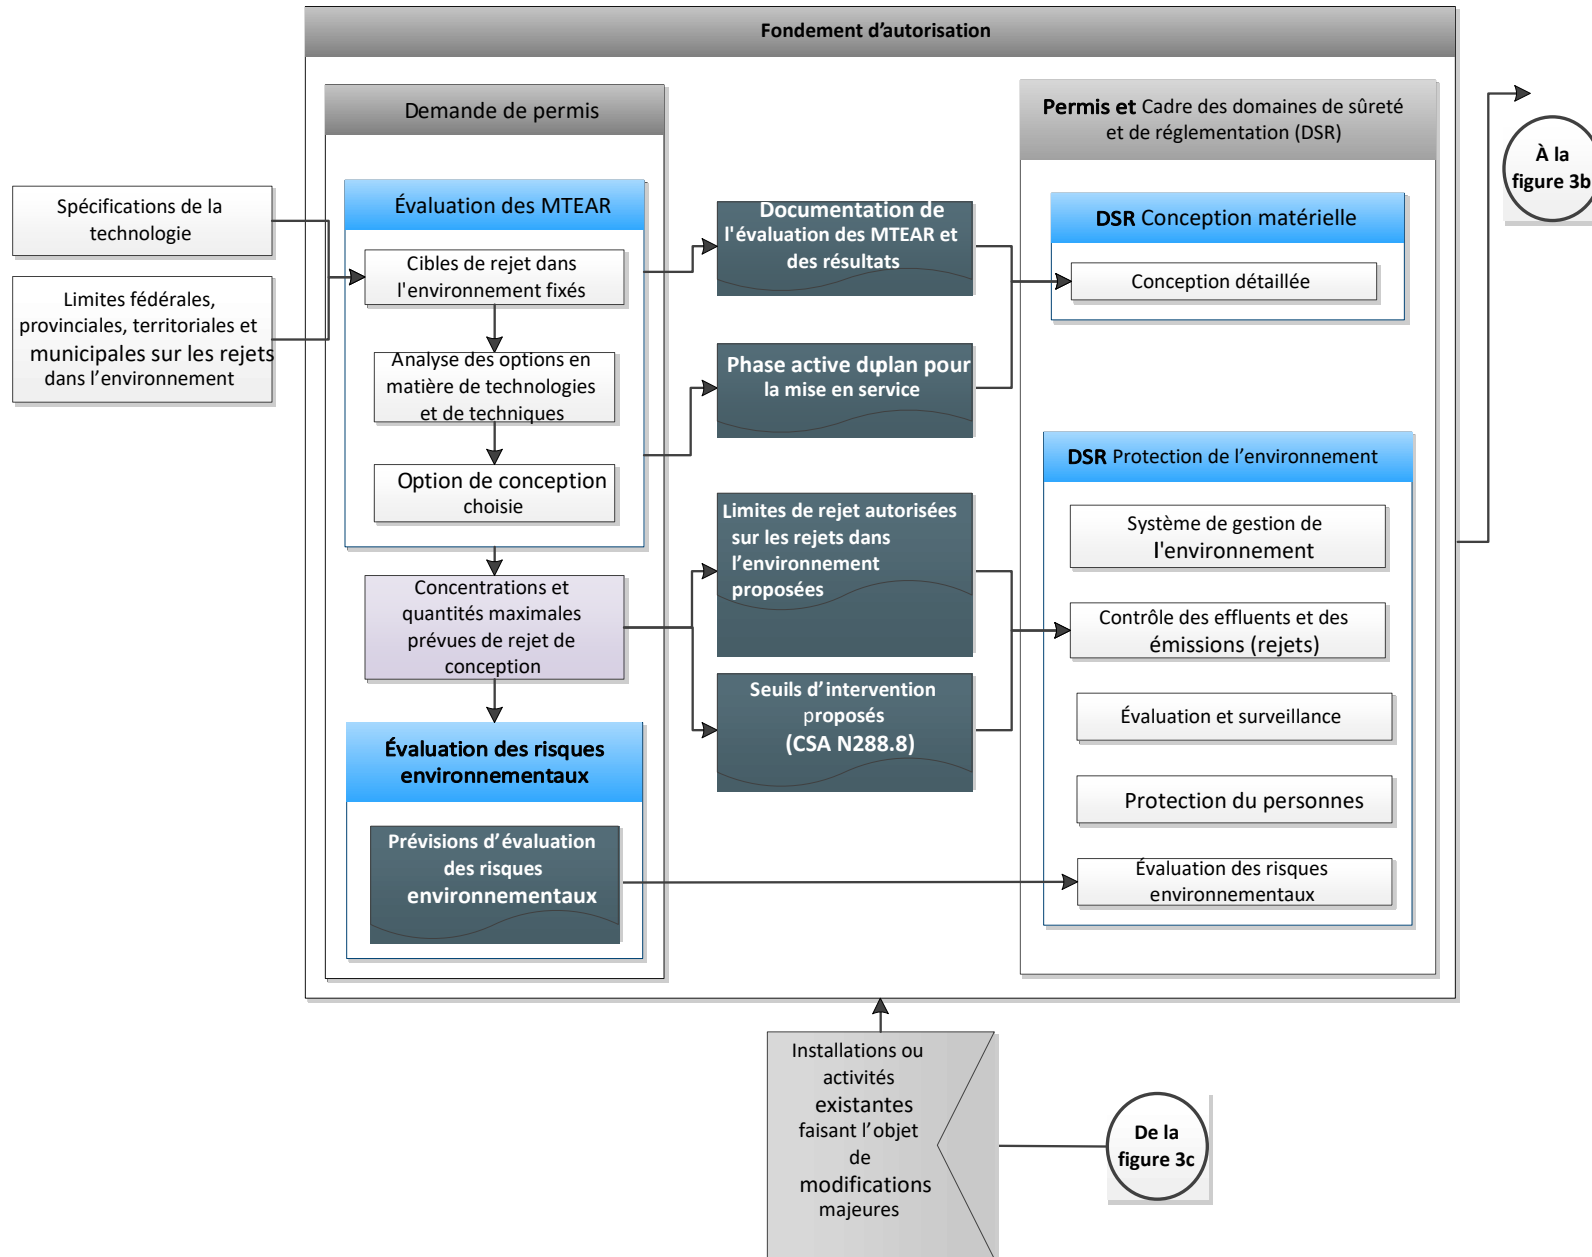 Fondement d'autorisation
Demande de permis
Permis et Cadre des domaines de sûreté
et de réglementation (DSR)
À la
figure 3b
Spécifications de la
technologie
Limites fédérales,
provinciales, territoriales et
municipales sur les rejets
dans l'environnement
Évaluation des MTEAR
Cibles de rejet dans
l'environnement fixés
Analyse des options en
matière de technologies
et de techniques
Option de conception
choisie
Concentrations et
quantités maximales
prévues de rejet de
conception
Évaluation des risques
environnementaux
Prévisions d'évaluation
des risques
environnementaux
Documentation de
l'évaluation des MTEAR et
des résultats
Phase active du plan pour
la mise en service
Limites de rejet autorisées
sur les rejets dans
l'environnement
proposées
Seuils d'intervention
proposés
(CSA N288.8)
DSR Conception matérielle
Conception détaillée
DSR Protection de l'environnement
Système de gestion de
l'environnement
Contrôle des effluents et des
émissions (rejets)
Évaluation et surveillance
Protection du personnes
Évaluation des risques
environnementaux
Installations ou
activités
existantes
faisant l'objet
de
modifications
majeures
De la
figure 3c